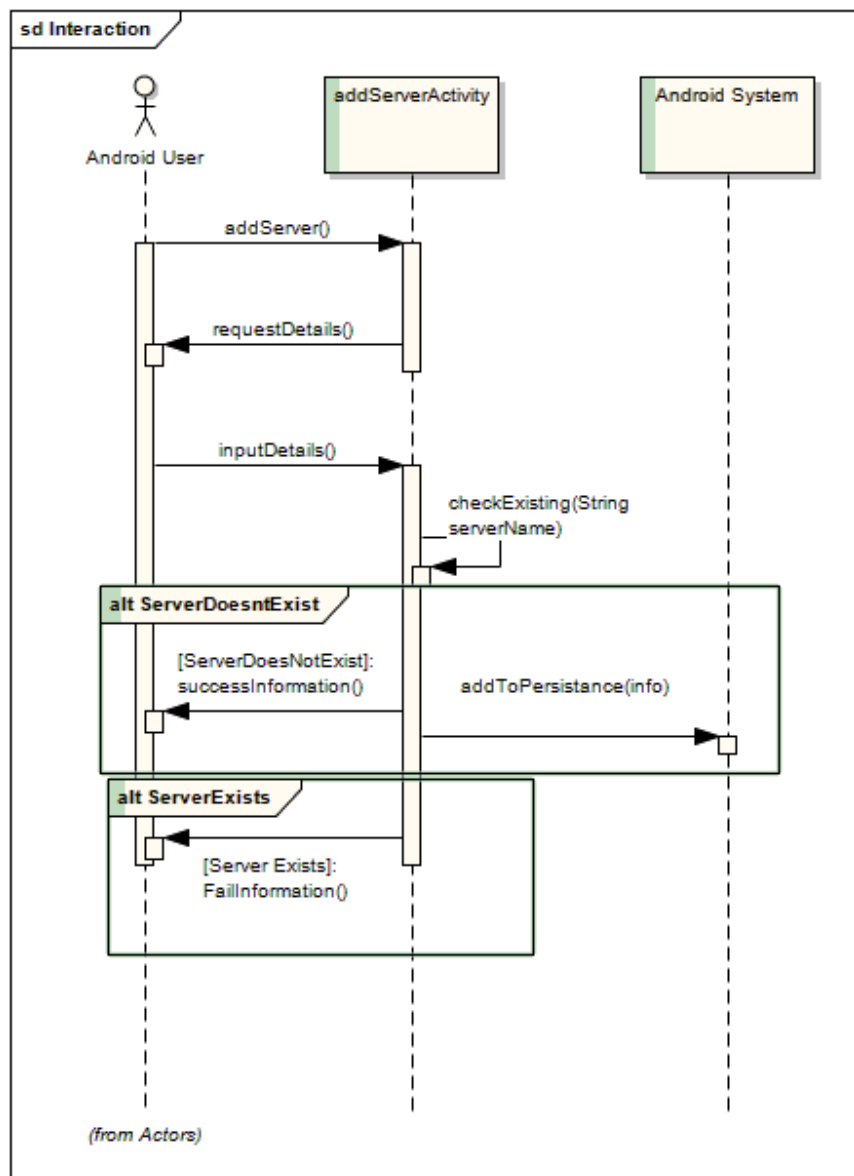 sd Interaction
addServerActivity
Android System
Android User
addServer()
requestDetails()
inputDetails()
checkExisting(String
serverName)
alt ServerDoesntExist
[ServerDoesNotExist]:
successInformation()
addToPersistance(info)
alt ServerExists
[Server Exists]:
FailInformation()
(from Actors)